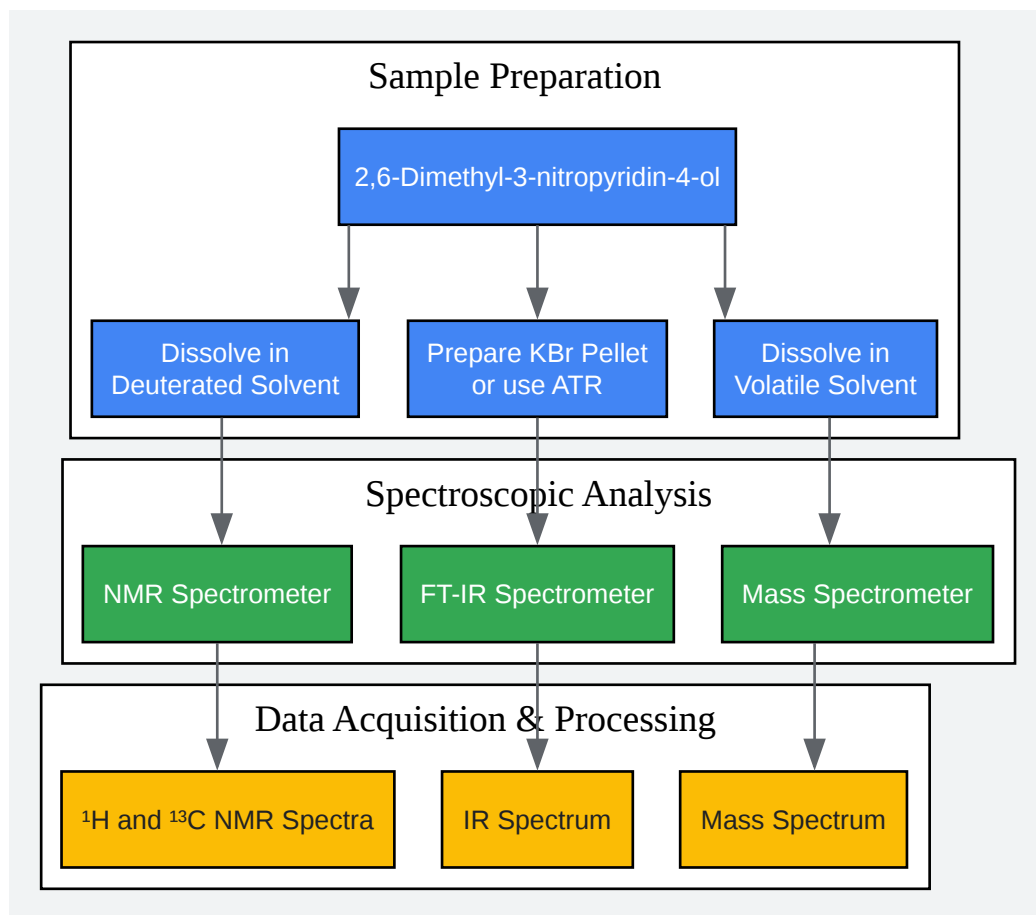 Sample Preparation
2,6-Dimethyl-3-nitropyridin-4-ol
Dissolve in
Deuterated Solvent
Prepare KBr Pellet
or use ATR
Dissolve in
Volatile Solvent
Spectroscopic Analysis
NMR Spectrometer
FT-IR Spectrometer
Mass Spectrometer
Data Acquisition & Processing
¹H and ¹³C NMR Spectra
IR Spectrum
Mass Spectrum